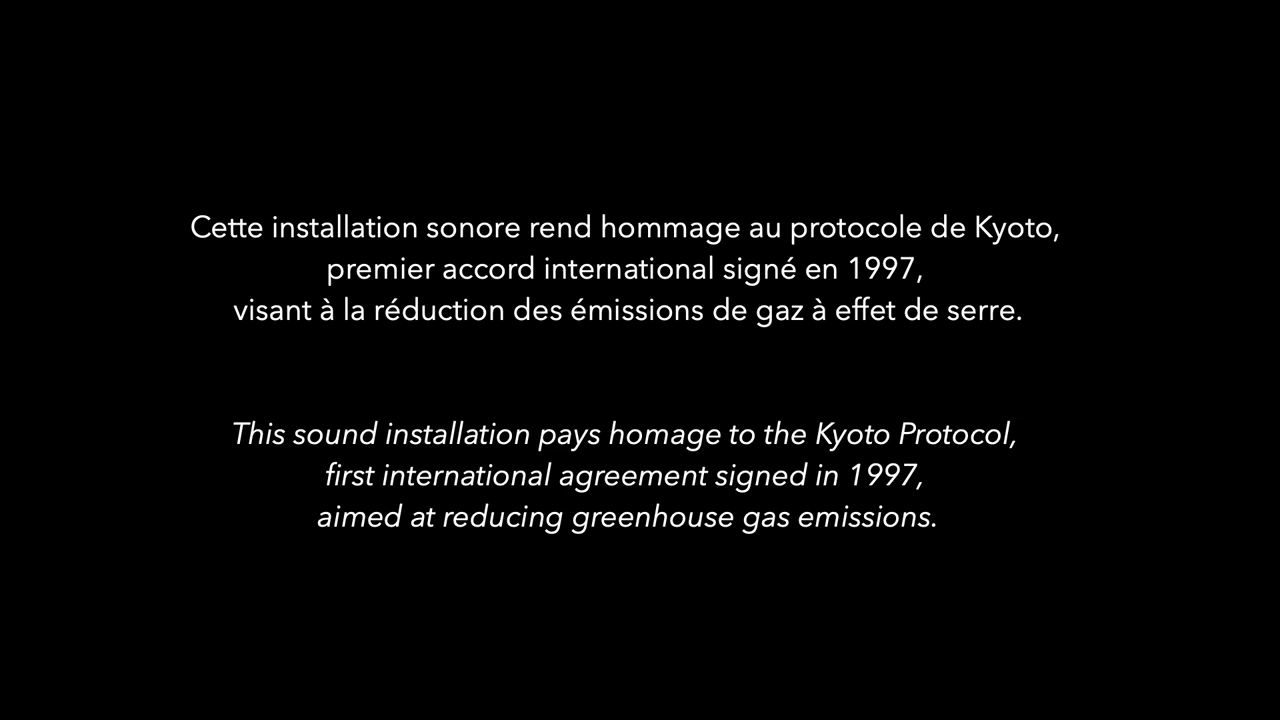 Cette installation sonore rend hommage au protocole de Kyoto,
premier accord international signé en 1997,
visant à la réduction des émissions de gaz à effet de serre.
This sound installation pays homage to the Kyoto Protocol,
first international agreement signed in 1997,
aimed at reducing greenhouse gas emissions.